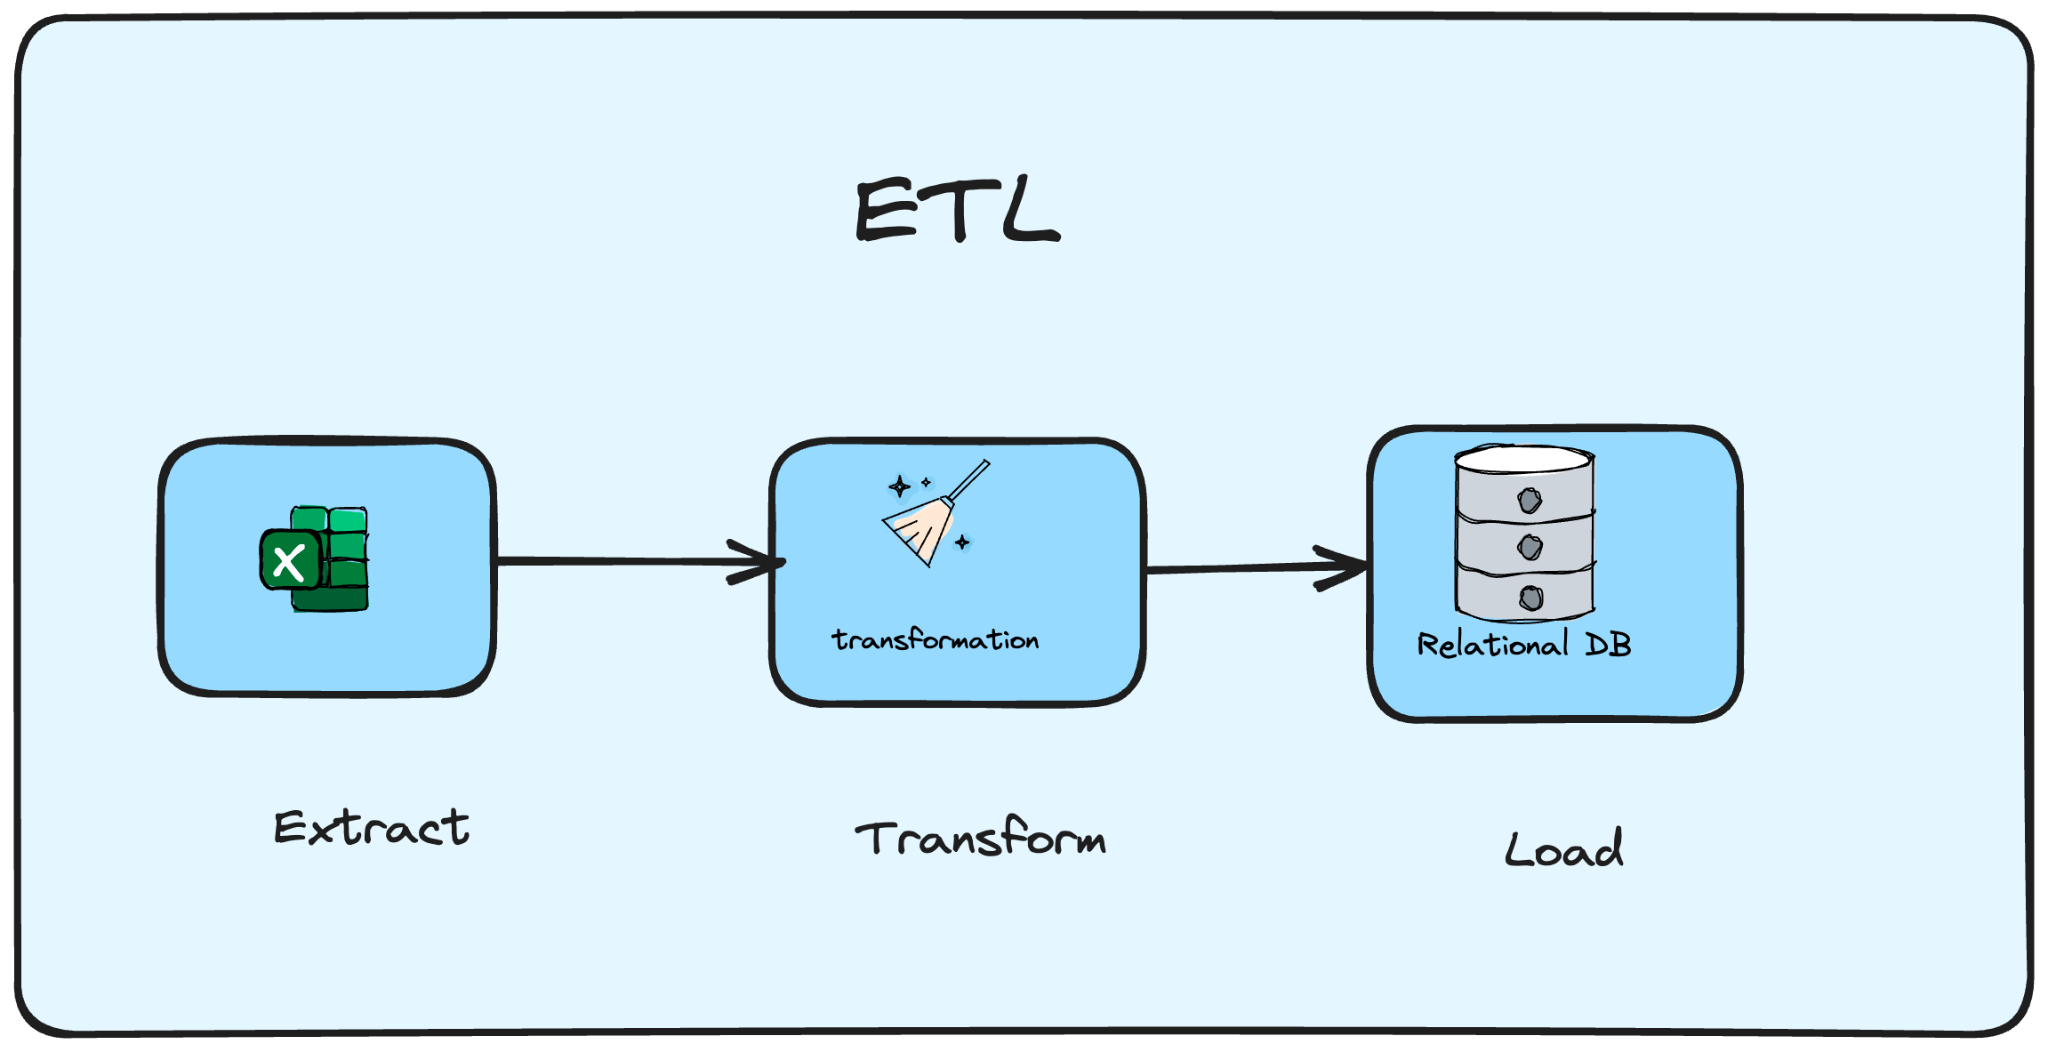 ETL
X
transformation
Relational DB
Extract
Transform
Load